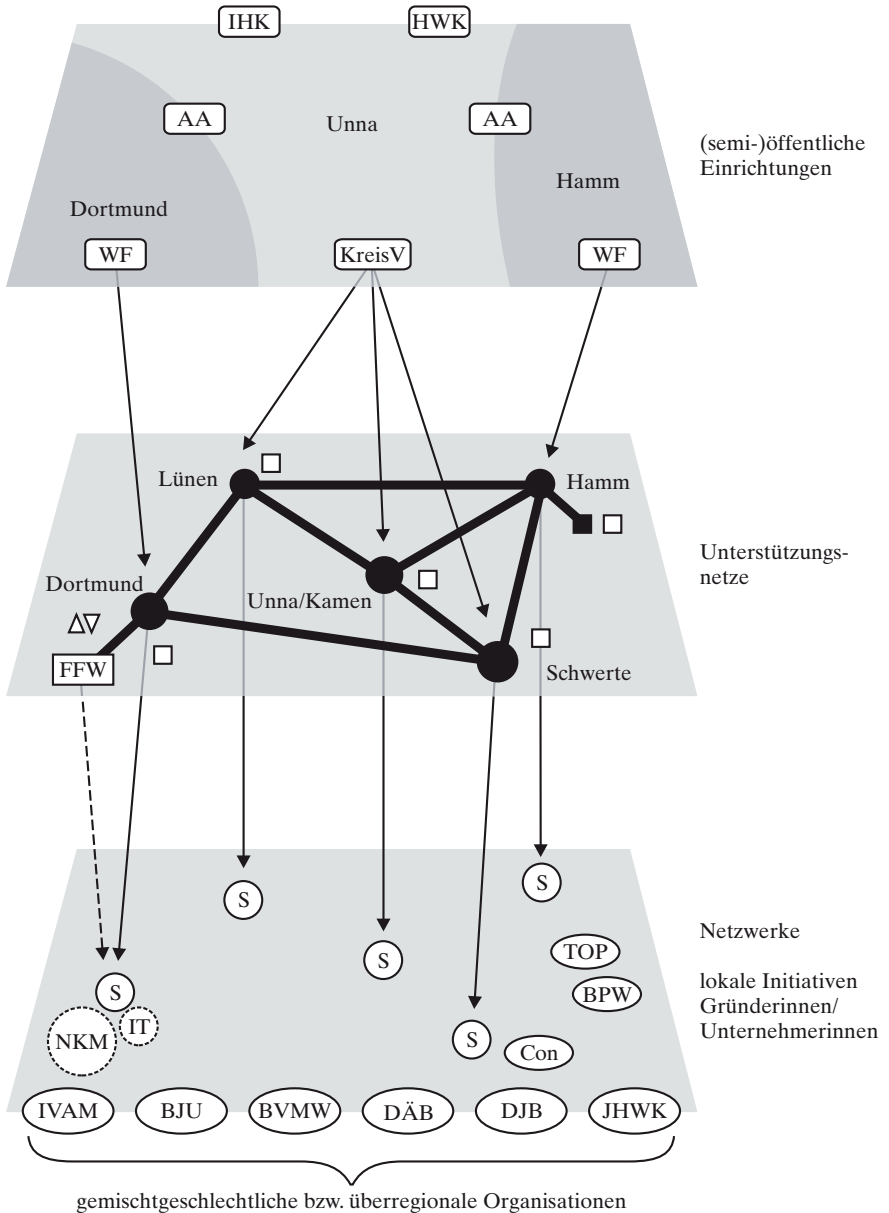 IHK
HWK
AA
Unna
AA
(semi-)öffentliche
Einrichtungen
Hamm
Dortmund
WF
KreisV
WF
Lünen
Hamm
Unterstützungs-
netze
Dortmund
Unna/Kamen
FFW
Schwerte
S
S
Netzwerke
TOP
S
lokale Initiativen
Gründerinnen/
Unternehmerinnen
BPW
S
IT
NKM
S
Con
IVAM
BJU
BVMW
DÄB
DJB
JHWK
gemischtgeschlechtliche bzw. überregionale Organisationen